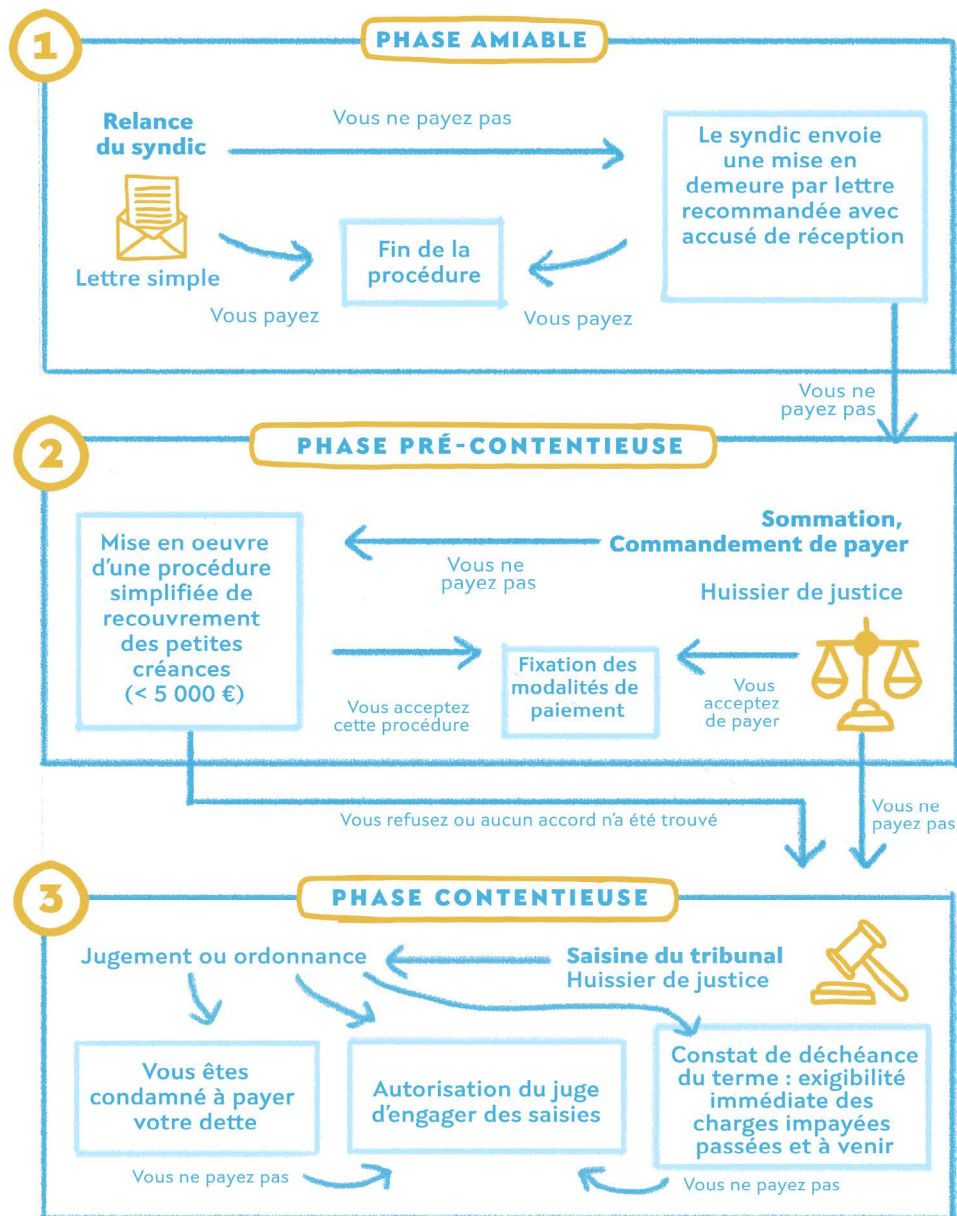 1
PHASE AMIABLE
Relance
du syndic
Lettre simple
Vous ne payez pas
Le syndic envoie
une mise en
demeure par lettre
recommandée avec
accusé de réception
Fin de la
procédure
Vous payez
Vous payez
Vous ne
payez pas
2
PHASE PRÉ-CONTENTIEUSE
Sommation,
Commandement de payer
Huissier de justice
Vous ne
payez pas
Mise en oeuvre
d'une procédure
simplifiée de
recouvrement
des petites
créances
(< 5 000 €)
Vous acceptez
cette procédure
Fixation des
modalités de
paiement
Vous
acceptez
de payer
Vous refusez ou aucun accord n'a été trouvé
Vous ne
payez pas
3
PHASE CONTENTIEUSE
Jugement ou ordonnance
Saisine du tribunal
Huissier de justice
Vous êtes
condamné à payer
votre dette
Autorisation du juge
d'engager des saisies
Constat de déchéance
du terme : exigibilité
immédiate des
charges impayées
passées et à venir
Vous ne payez pas
Vous ne payez pas